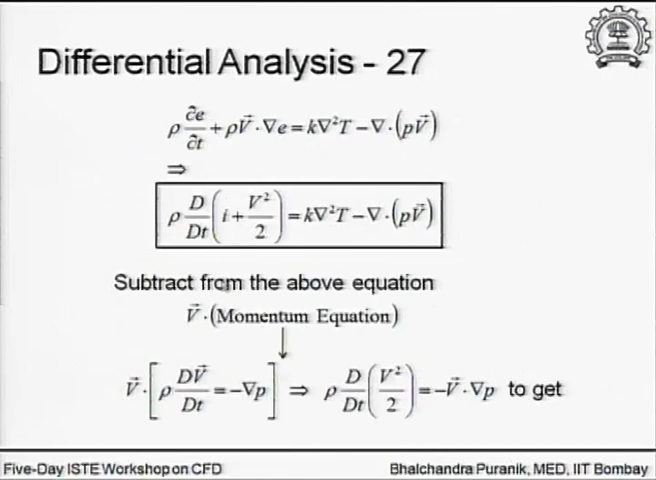 Differential Analysis - 27
ρ ∂e/∂t + ρV⃗ · ∇e = k∇²T − ∇ · (pV⃗)
⇒
ρ D/Dt (i + V²/2) = k∇²T − ∇ · (pV⃗)
Subtract from the above equation
V⃗ · (Momentum Equation)
V⃗ · [ρ DV⃗/Dt = −∇p] ⇒ ρ D/Dt (V²/2) = −V⃗ · ∇p to get
Five-Day ISTE Workshop on CFD
Bhalchandra Puranik, MED, IIT Bombay